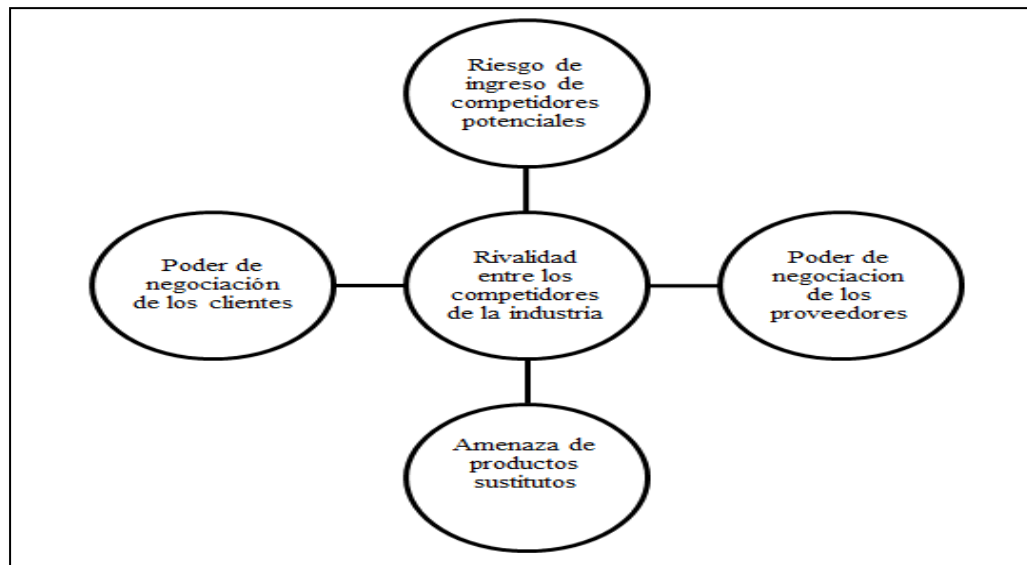 Riesgo de
ingreso de
competidores
potenciales
Poder de
negociación
de los clientes
Rivalidad
entre los
competidores
de la industria
Poder de
negociacion
de los
proveedores
Amenaza de
productos
sustitutos